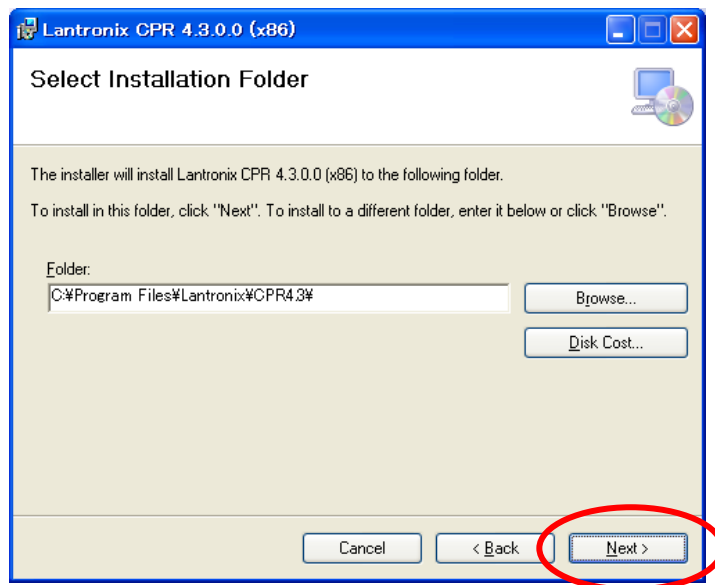 Lantronix CPR 4.3.0.0 (x86)
Select Installation Folder
The installer will install Lantronix CPR 4.3.0.0 (x86) to the following folder.
To install in this folder, click "Next". To install to a different folder, enter it below or click "Browse".
Folder:
C:¥Program Files¥Lantronix¥CPR4.3¥
Browse...
Disk Cost...
Cancel
< Back
Next >